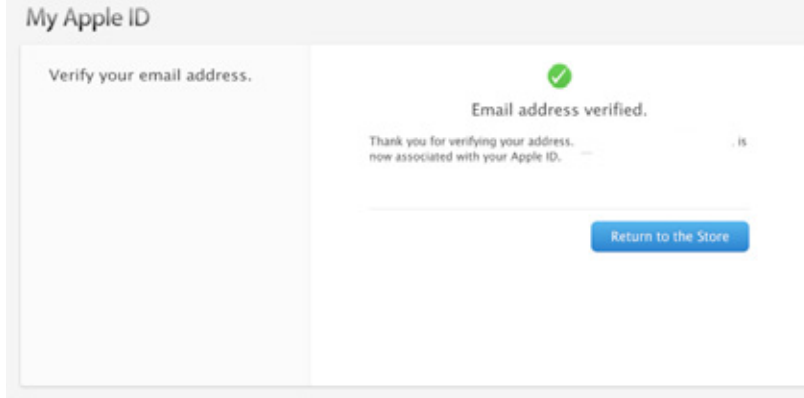 My Apple ID
Verify your email address.
Email address verified.
Thank you for verifying your address. . is
now associated with your Apple ID.
Return to the Store